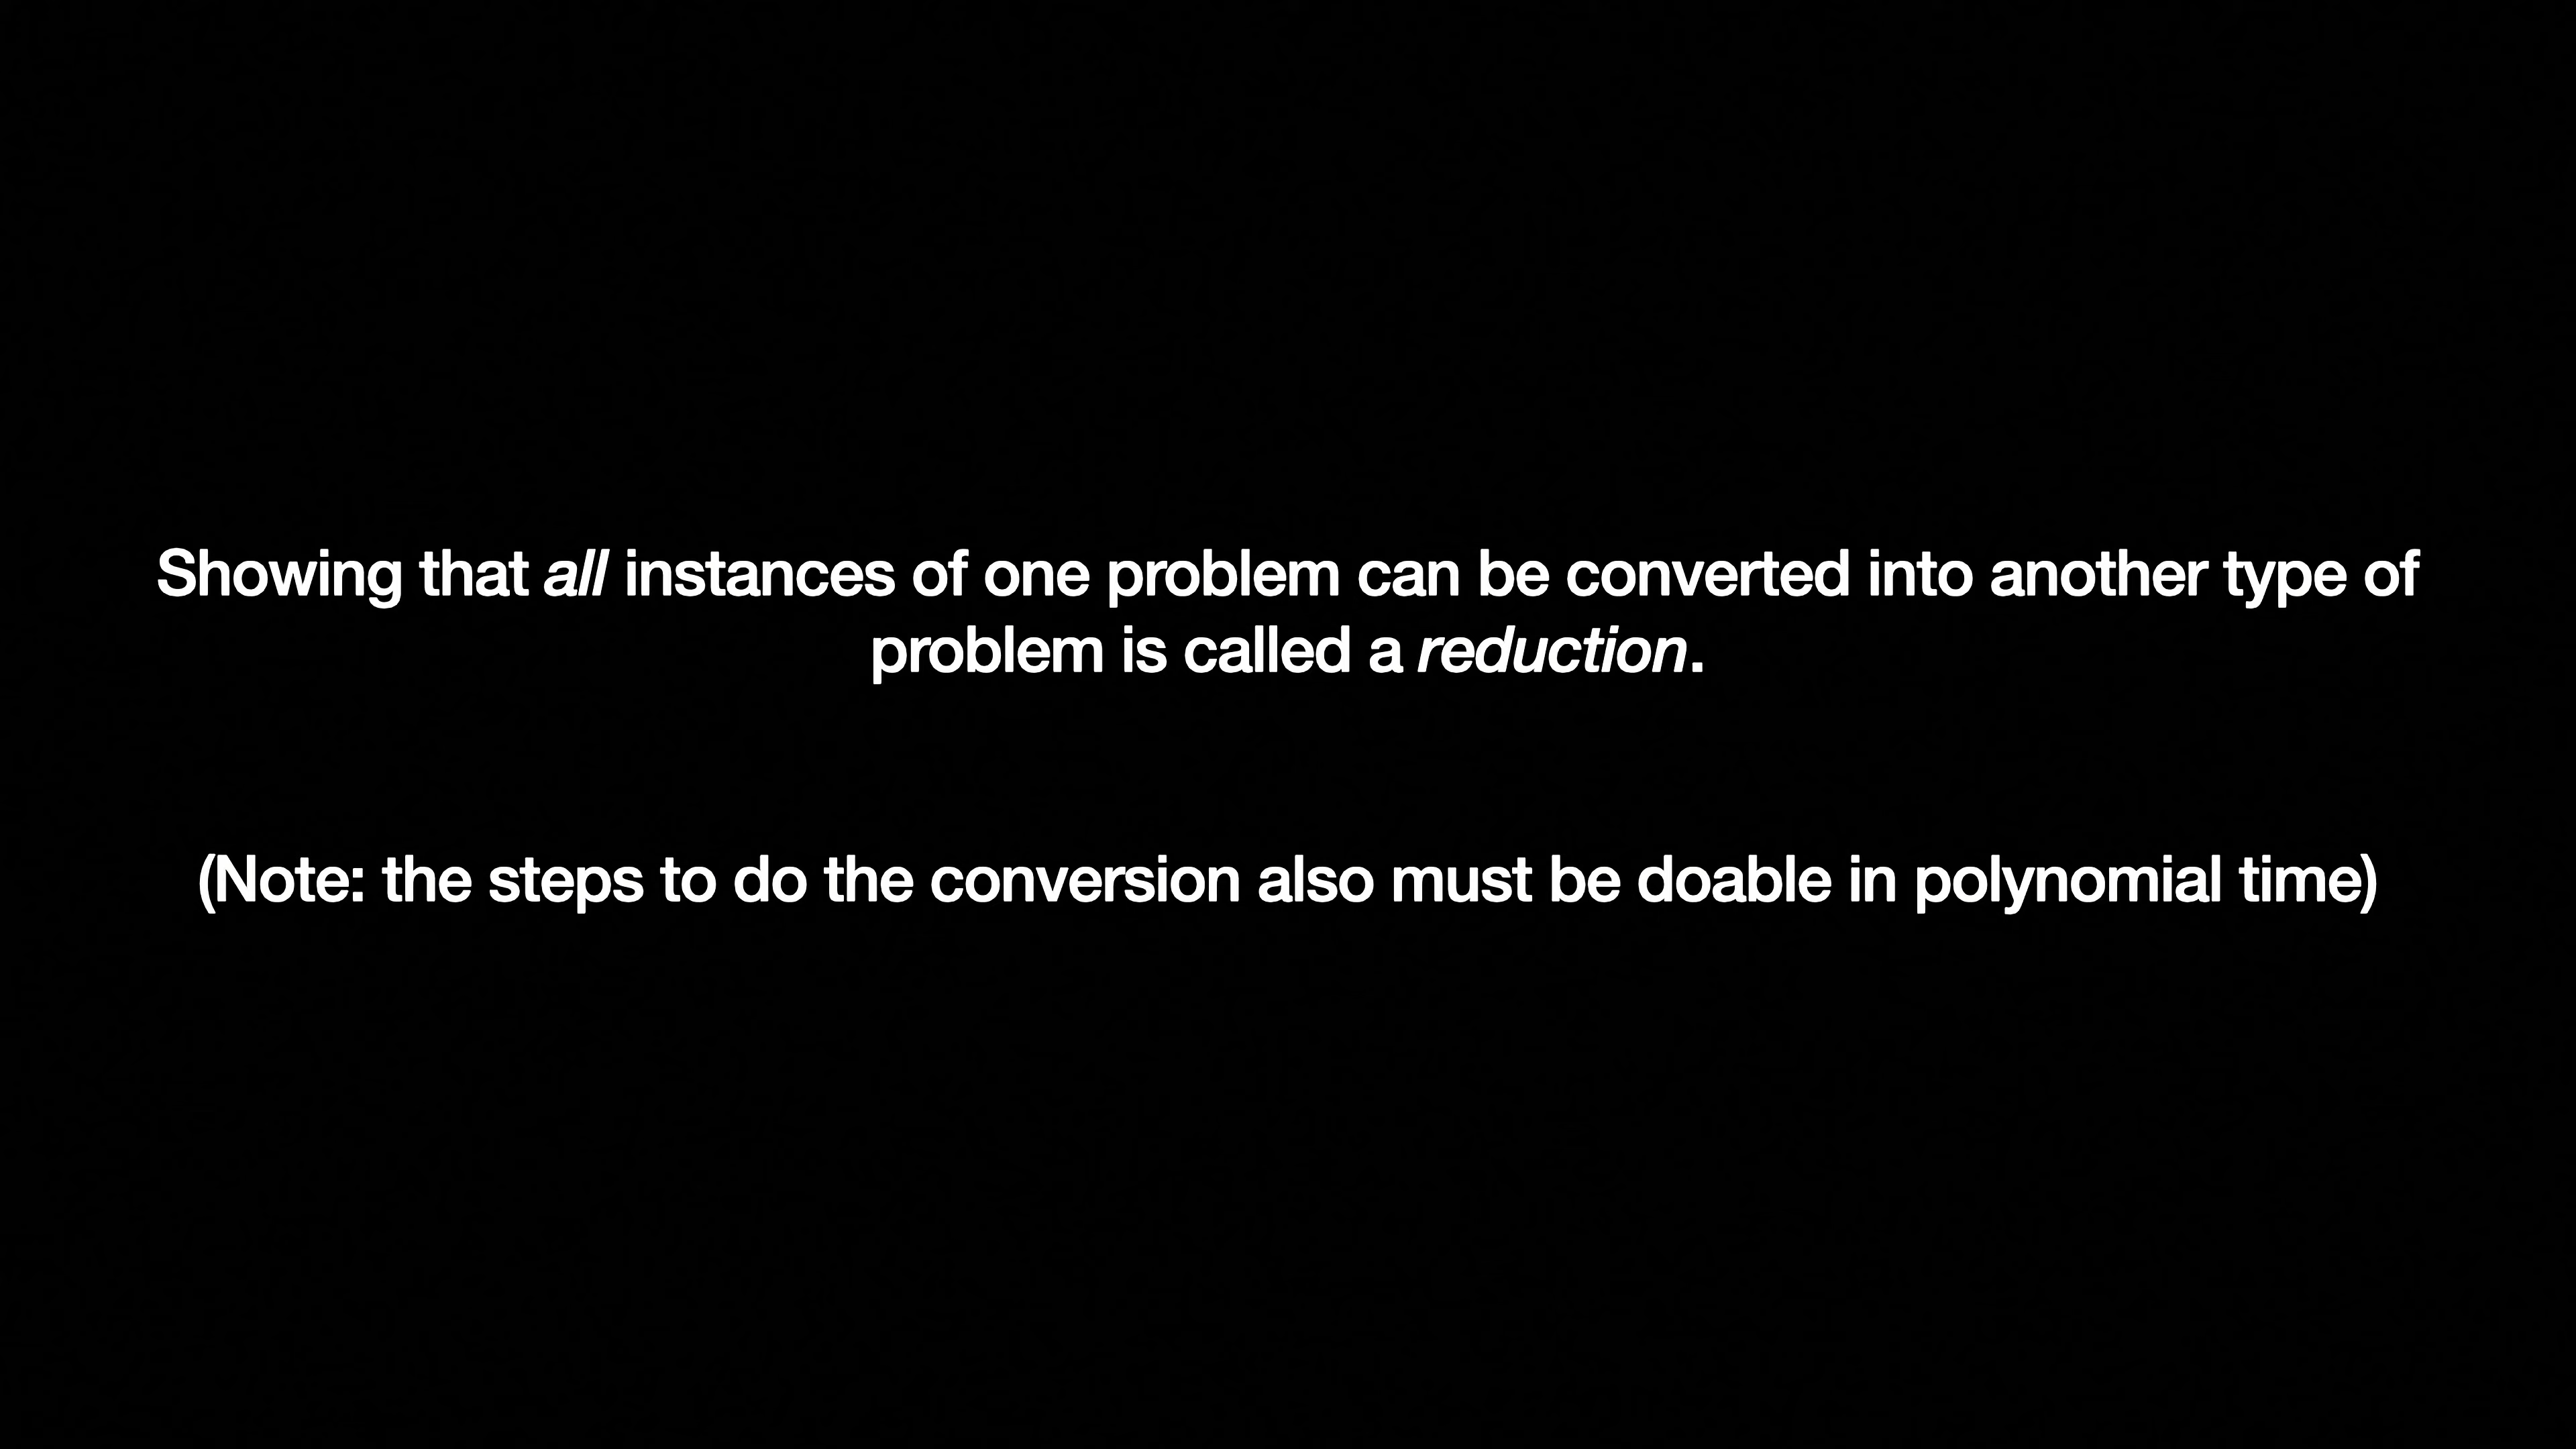 Showing that all instances of one problem can be converted into another type of
problem is called a reduction.
(Note: the steps to do the conversion also must be doable in polynomial time)